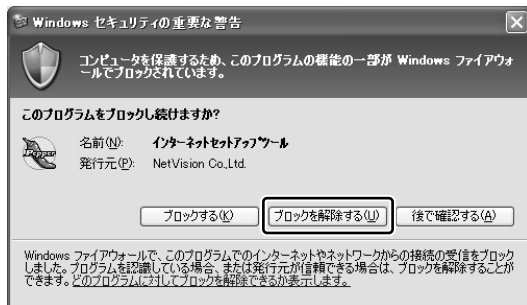 Windows セキュリティの重要な警告
コンピュータを保護するため、このプログラムの機能の一部が Windows ファイアウォ
ールでブロックされています。
このプログラムをブロックし続けますか?
名前(N): インターネットセットアップツール
発行元(P): NetVision Co.,Ltd.
ブロックする(K) ブロックを解除する(U) 後で確認する(A)
Windows ファイアウォールで、このプログラムでのインターネットやネットワークからの接続の受信をブロック
しました。プログラムを認識している場合、または発行元が信頼できる場合は、ブロックを解除することが
できます。どのプログラムに対してブロックを解除できるか表示します。